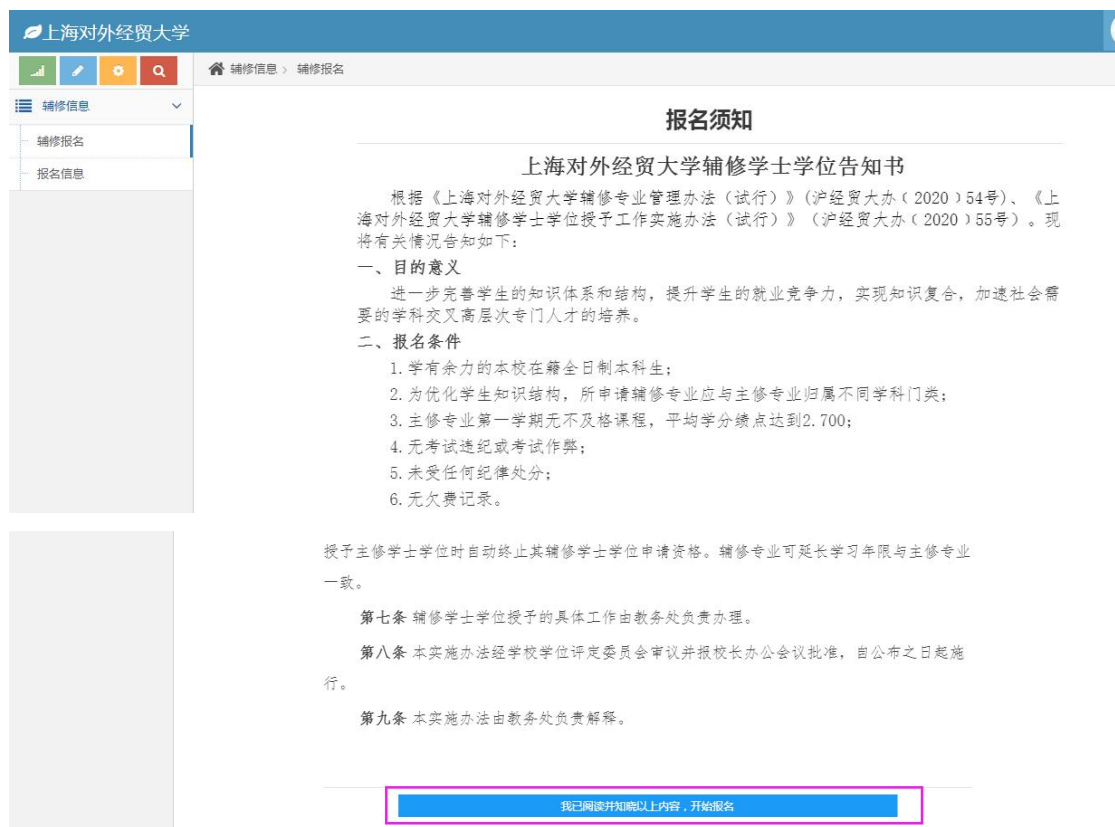 上海对外经贸大学
辅修信息 > 辅修报名
辅修信息
辅修报名
报名信息
报名须知
上海对外经贸大学辅修学士学位告知书
根据《上海对外经贸大学辅修专业管理办法（试行）》(沪经贸大办﹝2020﹞54号)、《上
海对外经贸大学辅修学士学位授予工作实施办法（试行）》（沪经贸大办﹝2020﹞55号）。现
将有关情况告知如下：
一、目的意义
进一步完善学生的知识体系和结构，提升学生的就业竞争力，实现知识复合，加速社会需
要的学科交叉高层次专门人才的培养。
二、报名条件
1.学有余力的本校在籍全日制本科生；
2.为优化学生知识结构，所申请辅修专业应与主修专业归属不同学科门类；
3.主修专业第一学期无不及格课程，平均学分绩点达到2.700；
4.无考试违纪或考试作弊；
5.未受任何纪律处分；
6.无欠费记录。
授予主修学士学位时自动终止其辅修学士学位申请资格。辅修专业可延长学习年限与主修专业
一致。
第七条 辅修学士学位授予的具体工作由教务处负责办理。
第八条 本实施办法经学校学位评定委员会审议并报校长办公会议批准，自公布之日起施
行。
第九条 本实施办法由教务处负责解释。
我已阅读并知晓以上内容，开始报名